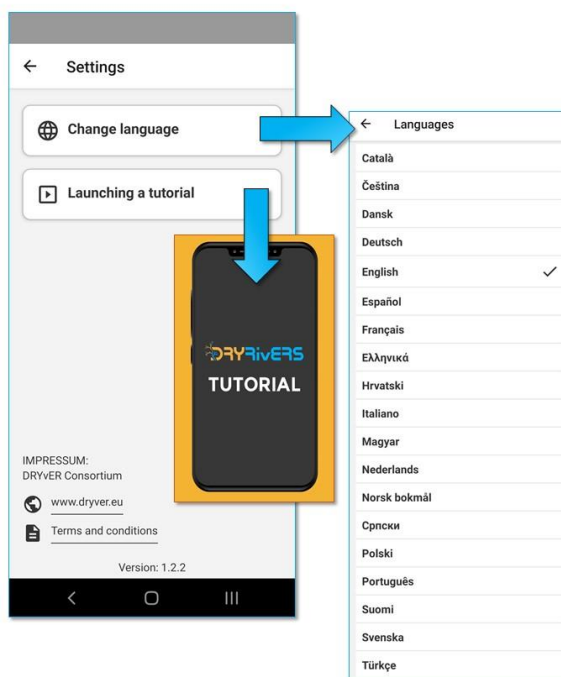 Settings
Change language
Launching a tutorial
DRYRivERS
TUTORIAL
IMPRESSUM:
DRYvER Consortium
www.dryver.eu
Terms and conditions
Version: 1.2.2
Languages
Català
Čeština
Dansk
Deutsch
English
Español
Français
Ελληνικά
Hrvatski
Italiano
Magyar
Nederlands
Norsk bokmål
Српски
Polski
Português
Suomi
Svenska
Türkçe